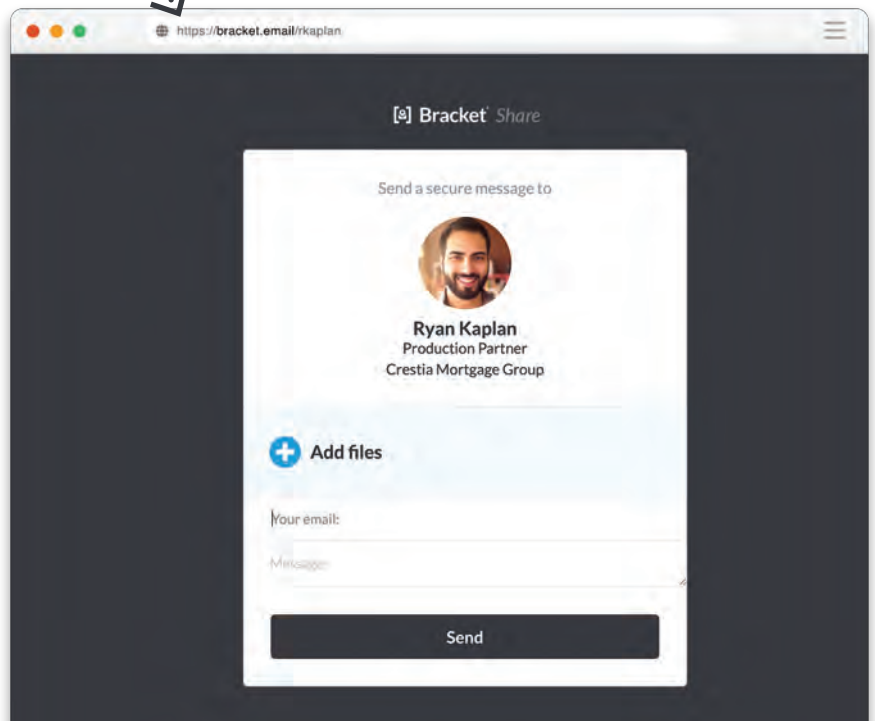 https://bracket.email/rkaplan
[a] Bracket Share
Send a secure message to
Ryan Kaplan
Production Partner
Crestia Mortgage Group
Add files
Your email:
Message:
Send